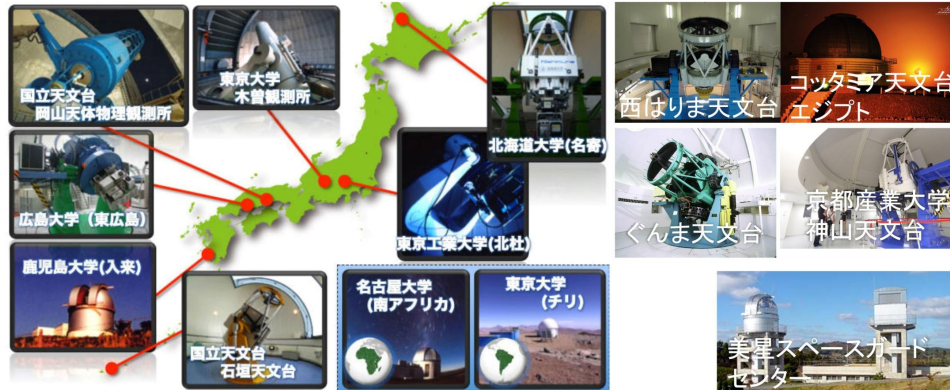 国立天文台
岡山天体物理観測所
東京大学
木曽観測所
北海道大学(名寄)
広島大学（東広島）
東京工業大学(北杜)
鹿児島大学(入来)
国立天文台
石垣天文台
名古屋大学
(南アフリカ)
東京大学
(チリ)
西はりま天文台
コッタミア天文台
エジプト
ぐんま天文台
京都産業大学
神山天文台
美星スペースガード
センター